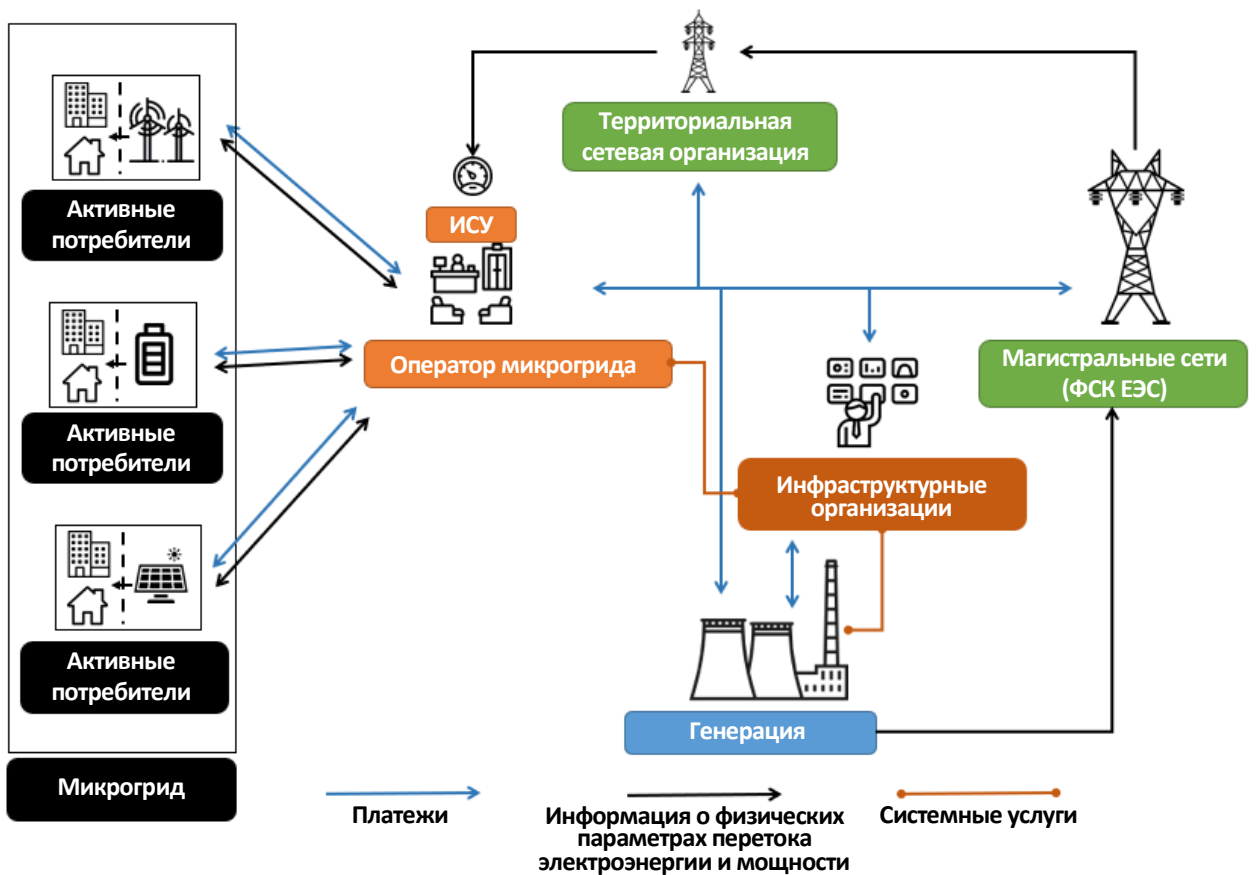 Территориальная
сетевая организация
Активные
потребители
ИСУ
Оператор микрогрида
Магистральные сети
(ФСК ЕЭС)
Активные
потребители
Инфраструктурные
организации
Активные
потребители
Генерация
Микрогрид
Платежи
Информация о физических
параметрах перетока
электроэнергии и мощности
Системные услуги